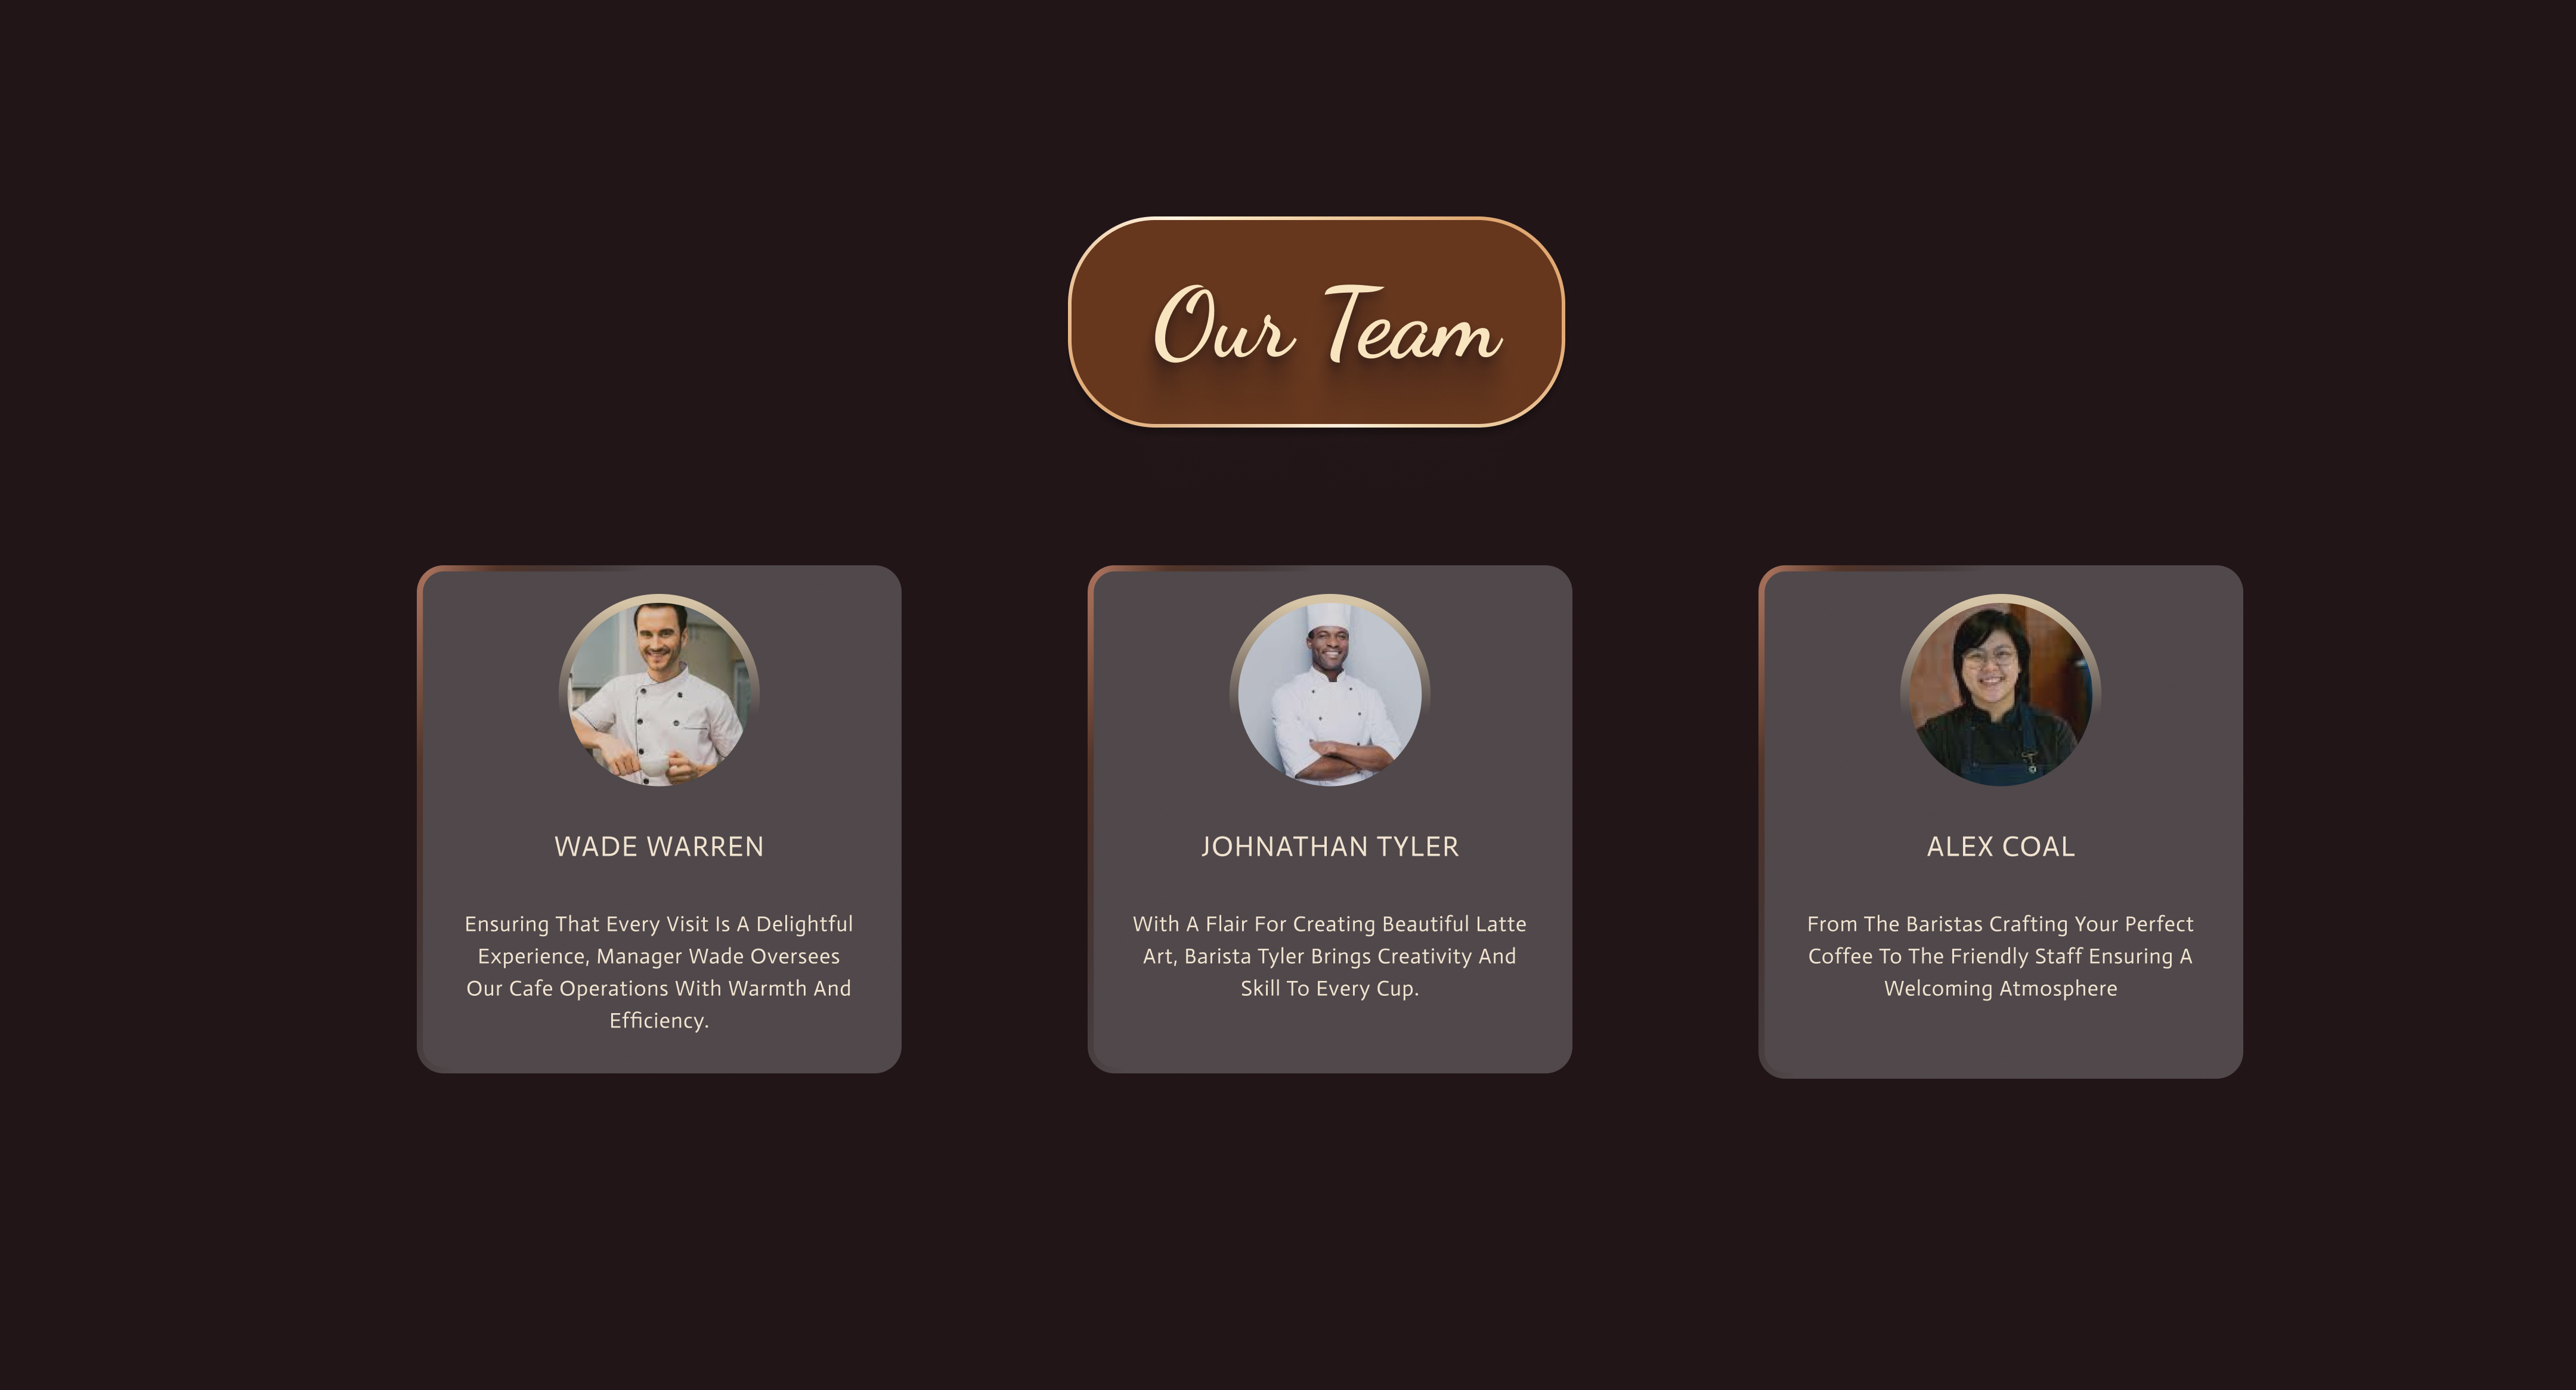 Our Team
WADE WARREN
Ensuring That Every Visit Is A Delightful
Experience, Manager Wade Oversees
Our Cafe Operations With Warmth And
Efficiency.
JOHNATHAN TYLER
With A Flair For Creating Beautiful Latte
Art, Barista Tyler Brings Creativity And
Skill To Every Cup.
ALEX COAL
From The Baristas Crafting Your Perfect
Coffee To The Friendly Staff Ensuring A
Welcoming Atmosphere